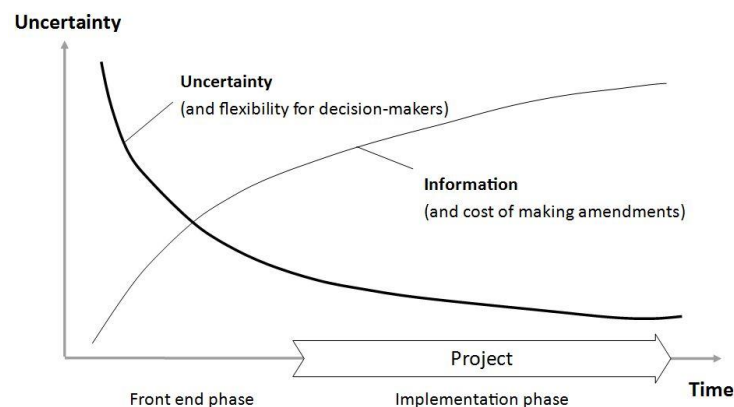 Uncertainty
Uncertainty
(and flexibility for decision-makers)
Information
(and cost of making amendments)
Project
Time
Front end phase
Implementation phase